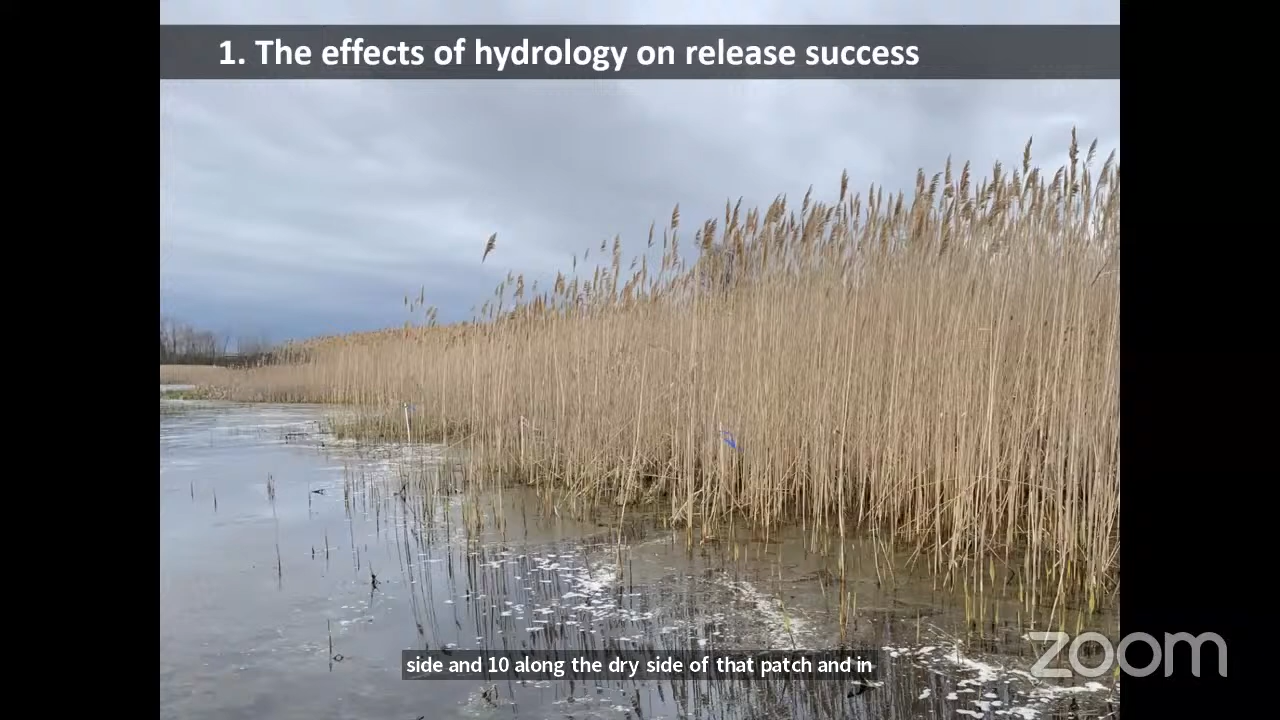 1. The effects of hydrology on release success
side and 10 along the dry side of that patch and in
zoom